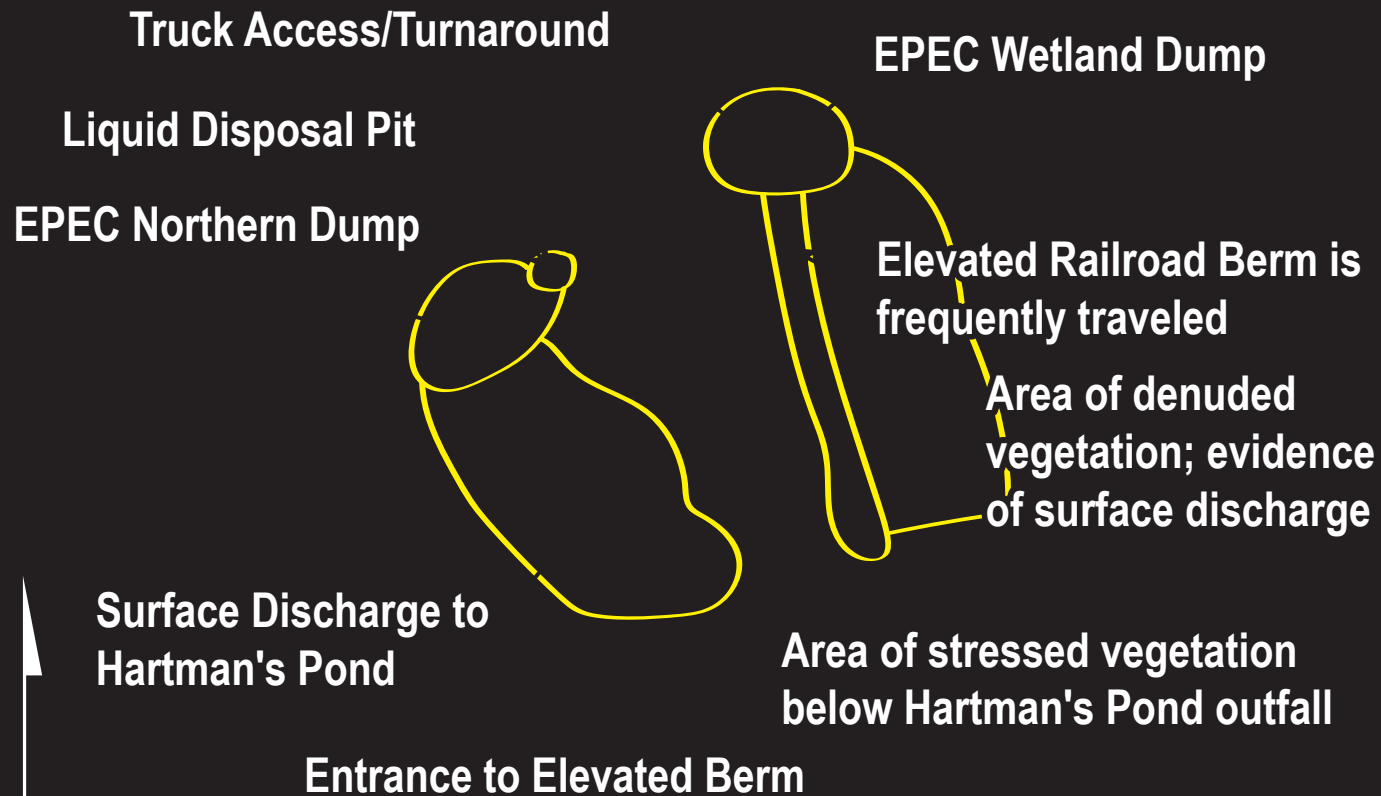 Truck Access/Turnaround
EPEC Wetland Dump
Liquid Disposal Pit
EPEC Northern Dump
Elevated Railroad Berm is
frequently traveled
Area of denuded
vegetation; evidence
of surface discharge
Surface Discharge to
Hartman's Pond
Area of stressed vegetation
below Hartman's Pond outfall
Entrance to Elevated Berm